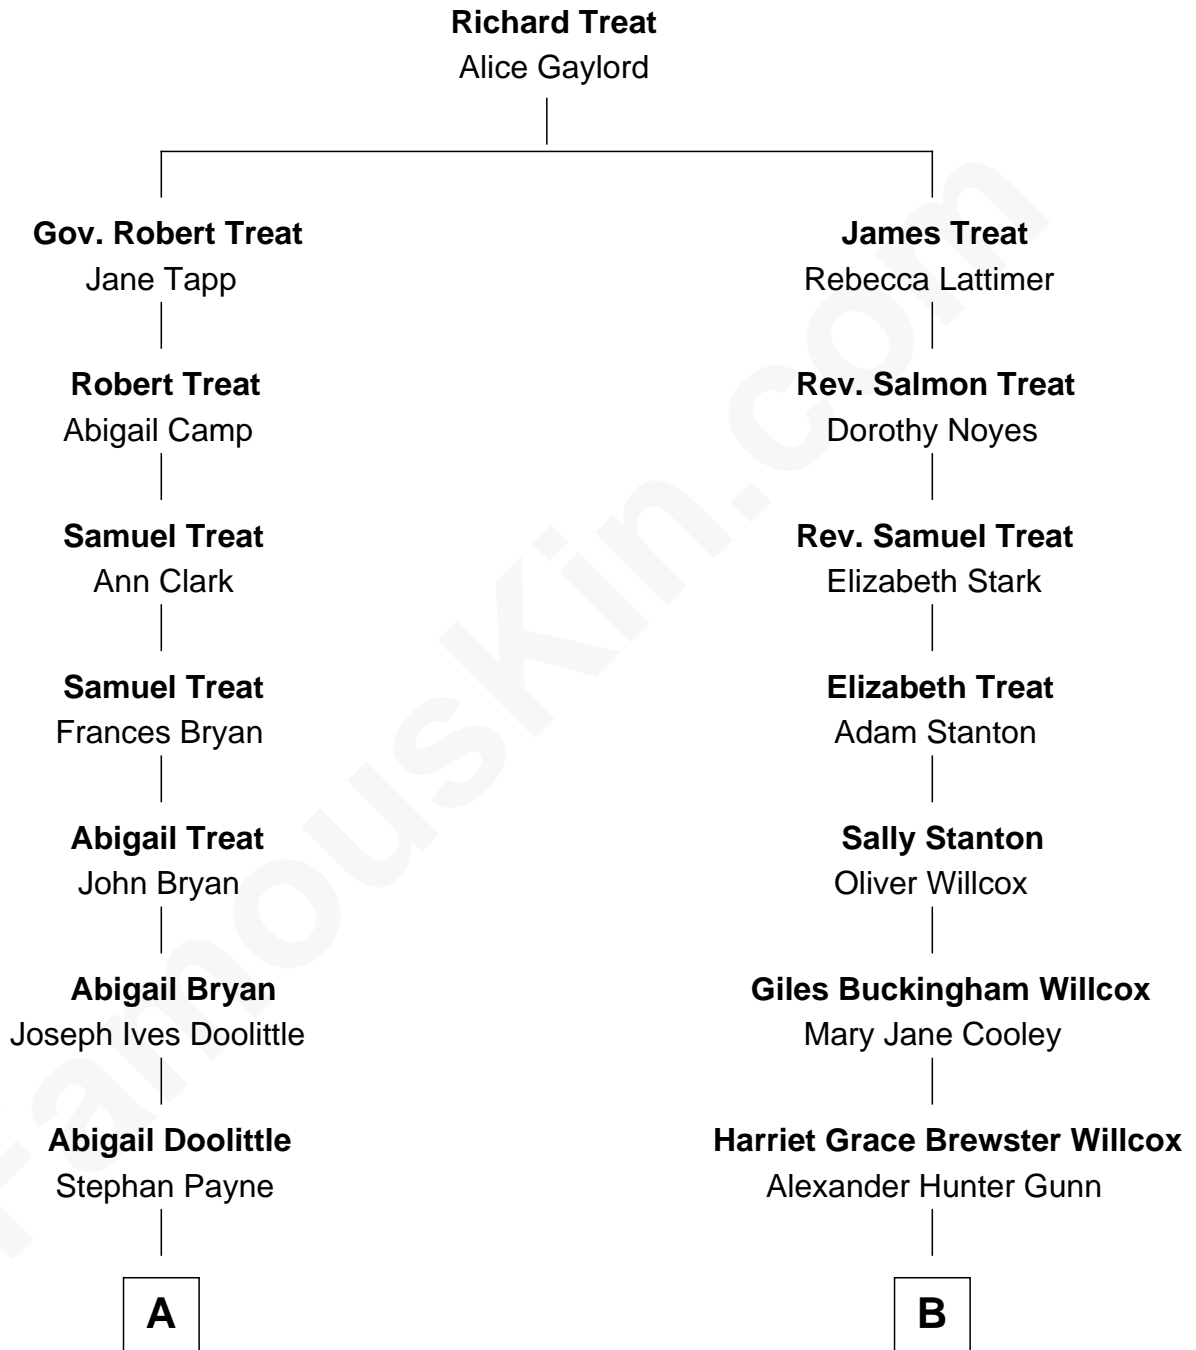 Richard Treat
Alice Gaylord
Gov. Robert Treat
Jane Tapp
James Treat
Rebecca Lattimer
Robert Treat
Abigail Camp
Rev. Salmon Treat
Dorothy Noyes
Samuel Treat
Ann Clark
Rev. Samuel Treat
Elizabeth Stark
Samuel Treat
Frances Bryan
Elizabeth Treat
Adam Stanton
Abigail Treat
John Bryan
Sally Stanton
Oliver Willcox
Abigail Bryan
Joseph Ives Doolittle
Giles Buckingham Willcox
Mary Jane Cooley
Abigail Doolittle
Stephan Payne
Harriet Grace Brewster Willcox
Alexander Hunter Gunn
A
B
FamousKin.com